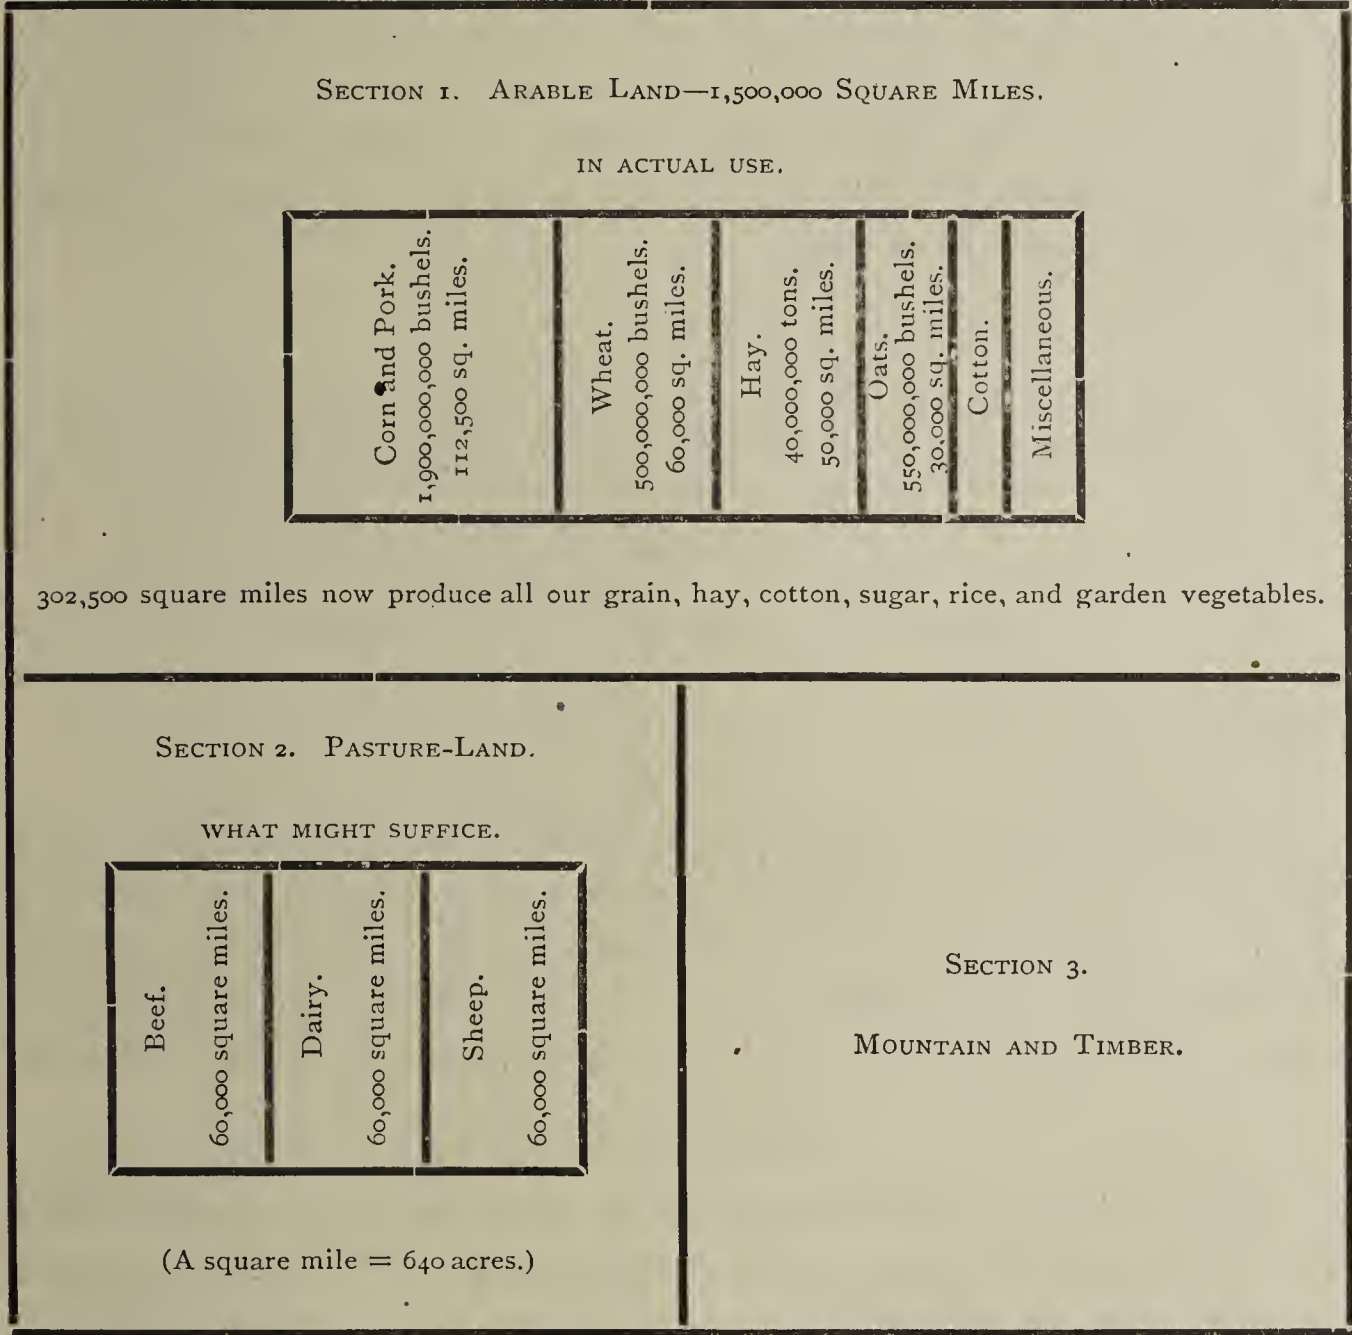 SECTION 1. ARABLE LAND—1,500,000 SQUARE MILES.
IN ACTUAL USE.
Corn and Pork.
1,900,000,000 bushels.
112,500 sq. miles.
Wheat.
500,000,000 bushels.
60,000 sq. miles.
Hay.
40,000,000 tons.
50,000 sq. miles.
Oats.
550,000,000 bushels.
30,000 sq. miles.
Cotton.
Miscellaneous.
302,500 square miles now produce all our grain, hay, cotton, sugar, rice, and garden vegetables.
SECTION 2. PASTURE-LAND.
WHAT MIGHT SUFFICE.
Beef.
60,000 square miles.
Dairy.
60,000 square miles.
Sheep.
60,000 square miles.
(A square mile = 640 acres.)
SECTION 3.
MOUNTAIN AND TIMBER.